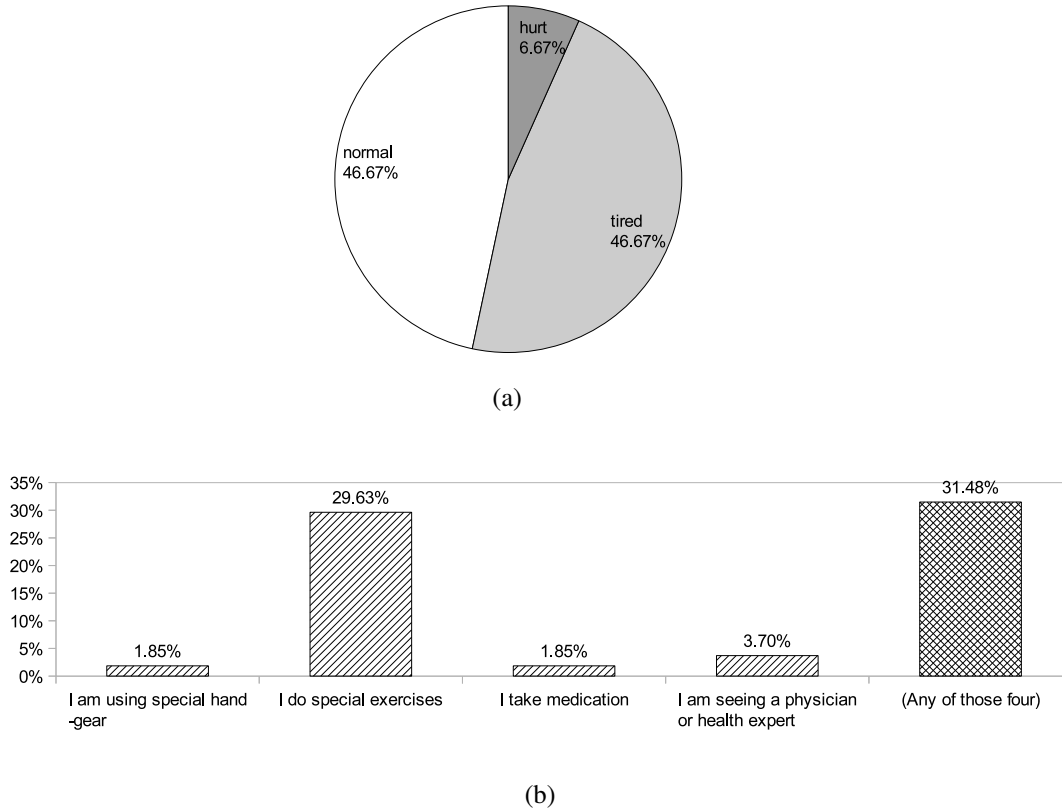 hurt
6.67%
normal
46.67%
tired
46.67%
(a)
35%
30%
25%
20%
15%
10%
5%
0%
1.85%
29.63%
1.85%
3.70%
31.48%
I am using special hand
-gear
I do special exercises
I take medication
I am seeing a physician
or health expert
(Any of those four)
(b)